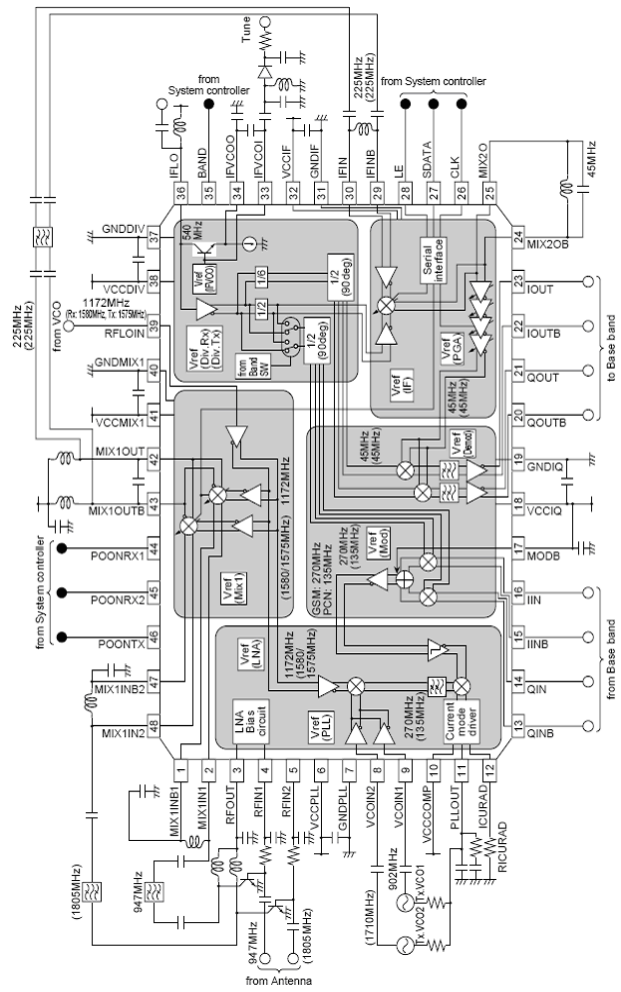 Tune
from System controller
225MHz
(225MHz)
from System controller
45MHz
IFLO
BAND
IFVCOO
IFVCOI
VCCIF
GNDIF
IFIN
IFINB
LE
SDATA
CLK
MIX2O
36
35
34
33
32
31
30
29
28
27
26
25
225MHz
(225MHz)
from VCO
1172MHz
(Rx: 1580MHz, Tx: 1575MHz)
GNDDIV
VCCDIV
RFLOIN
GNDMIX1
VCCMIX1
MIX1OUT
MIX1OUTB
POONRX1
POONRX2
POONTX
MIX1INB2
MIX1IN2
from System controller
37
38
39
40
41
42
43
44
45
46
47
48
540
MHz
Vref
(IFVCO)
1/6
1/2
1/2
(90deg)
1/2
(90deg)
Vref
(Div.Rx)
(Div.Tx)
from
Band
SW
Serial
interface
Vref
(PGA)
Vref
(IF)
45MHz
(45MHz)
1172MHz
(1580/1575MHz)
Vref
(Mix1)
45MHz
(45MHz)
Vref
(Demod)
270MHz
(135MHz)
Vref
(Mod)
GSM: 270MHz
PCN: 135MHz
Vref
(LNA)
1172MHz
(1580/
1575MHz)
LNA
Bias
circuit
Vref
(PLL)
270MHz
(135MHz)
Current
mode
driver
24
23
22
21
20
19
18
17
16
15
14
13
MIX2OB
IOUT
IOUTB
QOUT
QOUTB
GNDIQ
VCCIQ
MODB
IIN
IINB
QIN
QINB
to Base band
from Base band
1
2
3
4
5
6
7
8
9
10
11
12
MIX1INB1
MIX1IN1
RFOUT
RFIN1
RFIN2
VCCPLL
GNDPLL
VCOIN2
VCOIN1
VCCCOMP
PLLOUT
ICURAD
RICURAD
(1805MHz)
947MHz
947MHz
(1805MHz)
from Antenna
(1710MHz)
902MHz
Tx.VCO2
Tx.VCO1